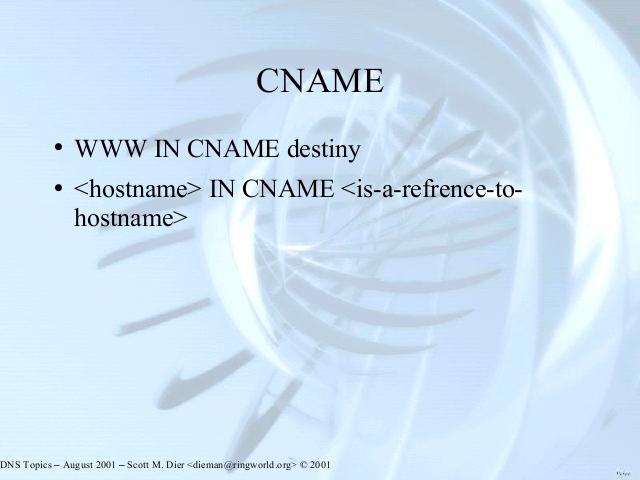 CNAME
• WWW IN CNAME destiny
• <hostname> IN CNAME <is-a-refrence-to-
hostname>
DNS Topics – August 2001 – Scott M. Dier <dieman@ringworld.org> © 2001